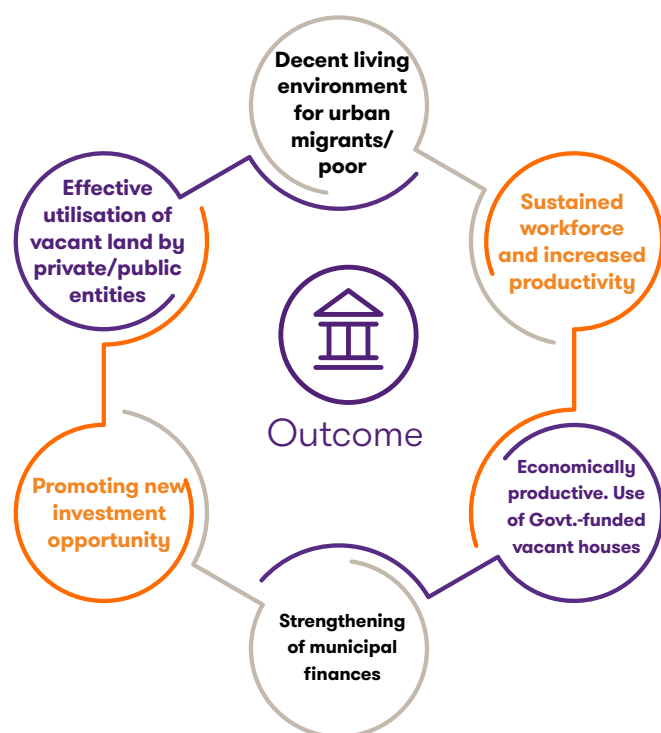 Decent living
environment
for urban
migrants/
poor
Sustained
workforce
and increased
productivity
Economically
productive. Use
of Govt.-funded
vacant houses
Strengthening
of municipal
finances
Promoting new
investment
opportunity
Effective
utilisation of
vacant land by
private/public
entities
Outcome